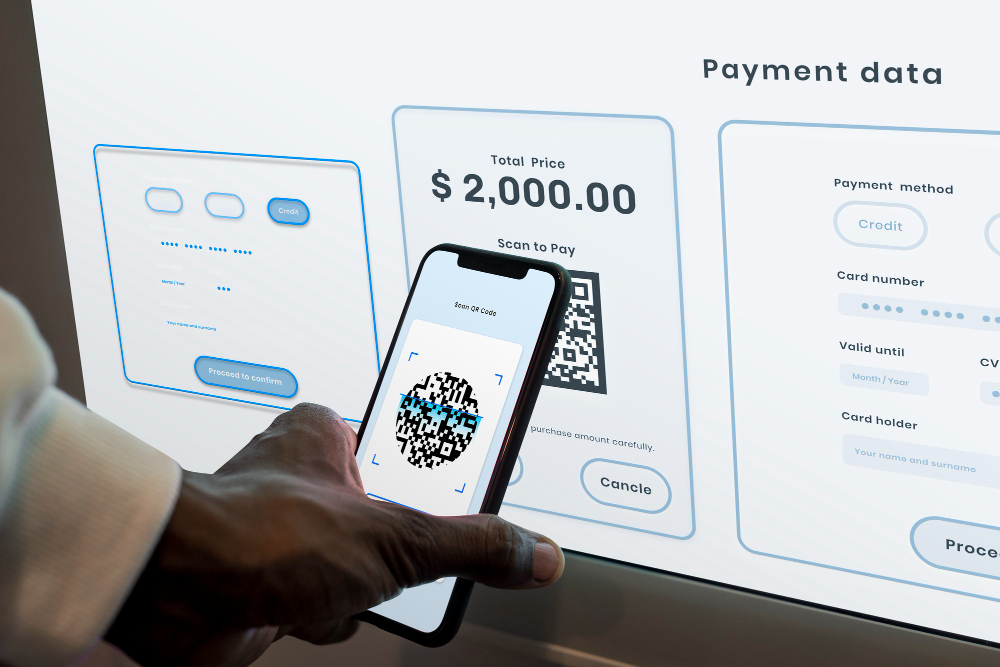 Payment data
Credit
•••• •••• •••• ••••
Month / Year
•••
Your name and surname
Proceed to confirm
Total Price
$ 2,000.00
Scan to Pay
purchase amount carefully.
Cancle
Scan QR Code
Payment method
Credit
Card number
•••• •••• ••
Valid until
CV
Month / Year
Card holder
Your name and surname
Procee